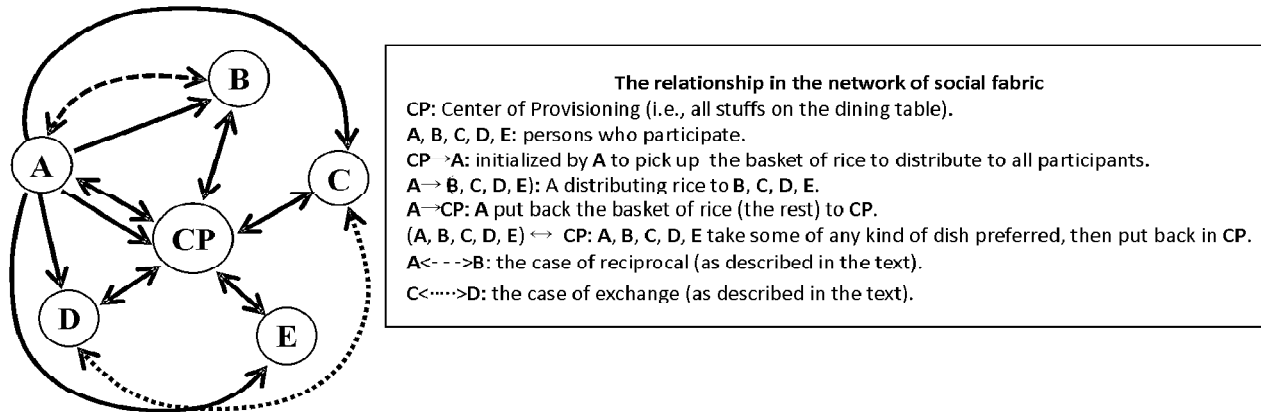 A
B
C
CP
D
E
The relationship in the network of social fabric
CP: Center of Provisioning (i.e., all stuffs on the dining table).
A, B, C, D, E: persons who participate.
CP→A: initialized by A to pick up the basket of rice to distribute to all participants.
A→(B, C, D, E): A distributing rice to B, C, D, E.
A→CP: A put back the basket of rice (the rest) to CP.
(A, B, C, D, E) ↔ CP: A, B, C, D, E take some of any kind of dish preferred, then put back in CP.
A<--->B: the case of reciprocal (as described in the text).
C<·····>D: the case of exchange (as described in the text).